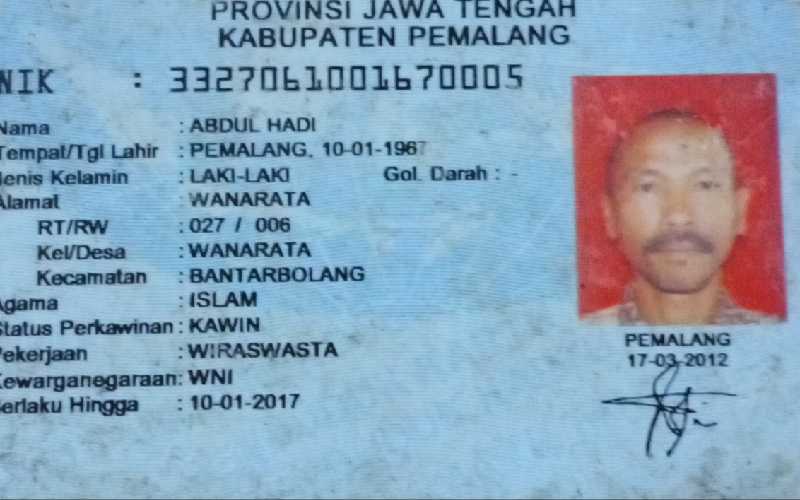 PROVINSI JAWA TENGAH
KABUPATEN PEMALANG
NIK : 3327061001670005
Nama : ABDUL HADI
Tempat/Tgl Lahir : PEMALANG, 10-01-1967
Jenis Kelamin : LAKI-LAKI Gol. Darah : -
Alamat : WANARATA
RT/RW : 027 / 006
Kel/Desa : WANARATA
Kecamatan : BANTARBOLANG
Agama : ISLAM
Status Perkawinan : KAWIN
Pekerjaan : WIRASWASTA
Kewarganegaraan : WNI
Berlaku Hingga : 10-01-2017
PEMALANG
17-03-2012